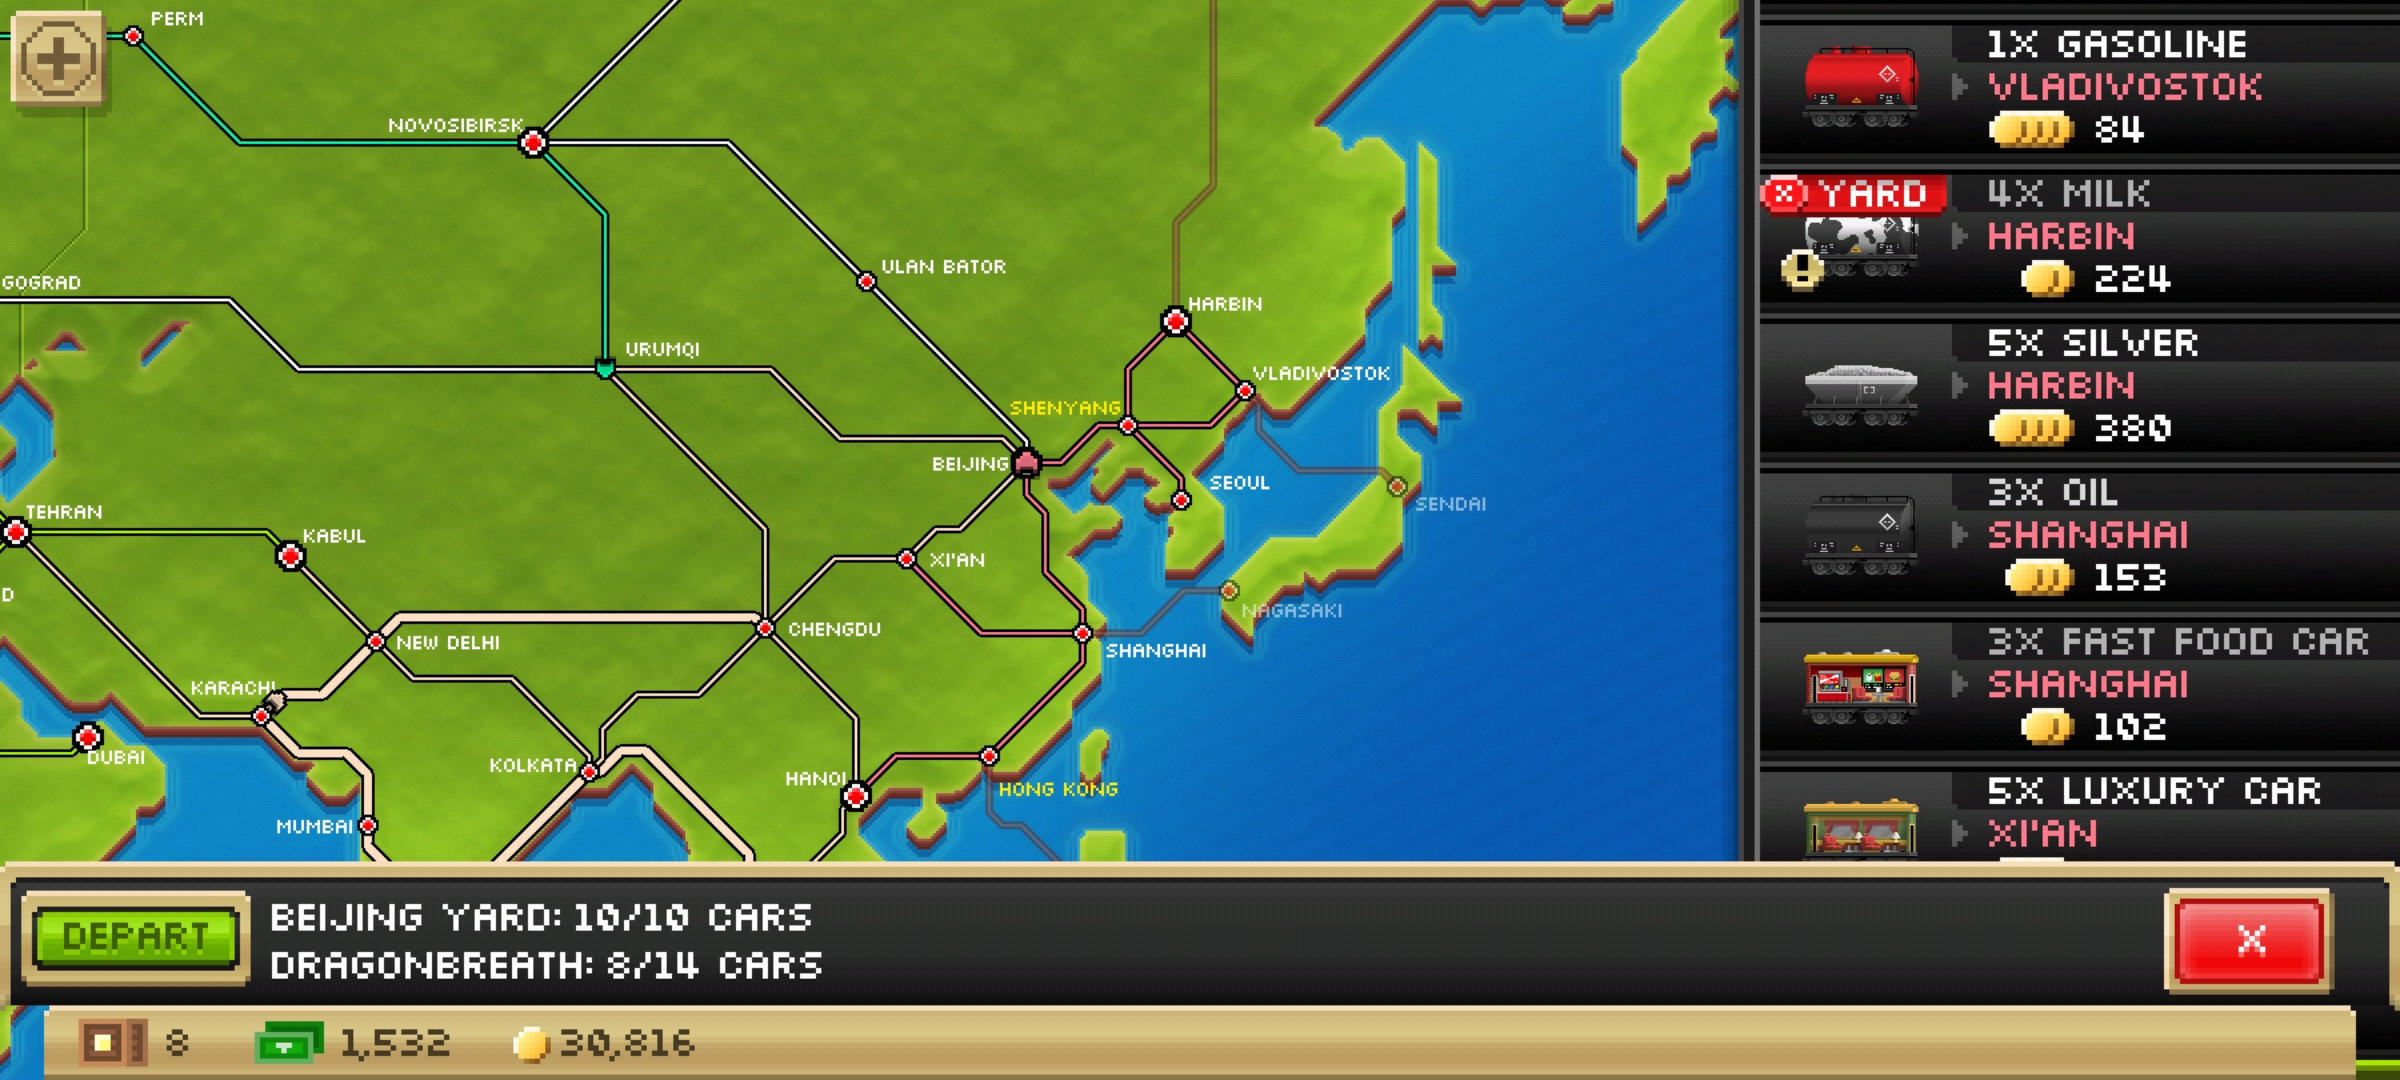 PERM
NOVOSIBIRSK
ULAN BATOR
GOGRAD
HARBIN
URUMQI
VLADIVOSTOK
SHENYANG
BEIJING
SEOUL
SENDAI
TEHRAN
KABUL
XI'AN
D
NAGASAKI
NEW DELHI
CHENGDU
SHANGHAI
KARACHI
DUBAI
KOLKATA
HANOI
HONG KONG
MUMBAI
1X GASOLINE
VLADIVOSTOK
84
YARD
4X MILK
HARBIN
224
5X SILVER
HARBIN
380
3X OIL
SHANGHAI
153
3X FAST FOOD CAR
SHANGHAI
102
5X LUXURY CAR
XI'AN
DEPART
BEIJING YARD: 10/10 CARS
DRAGONBREATH: 8/14 CARS
X
8
1,532
30,816